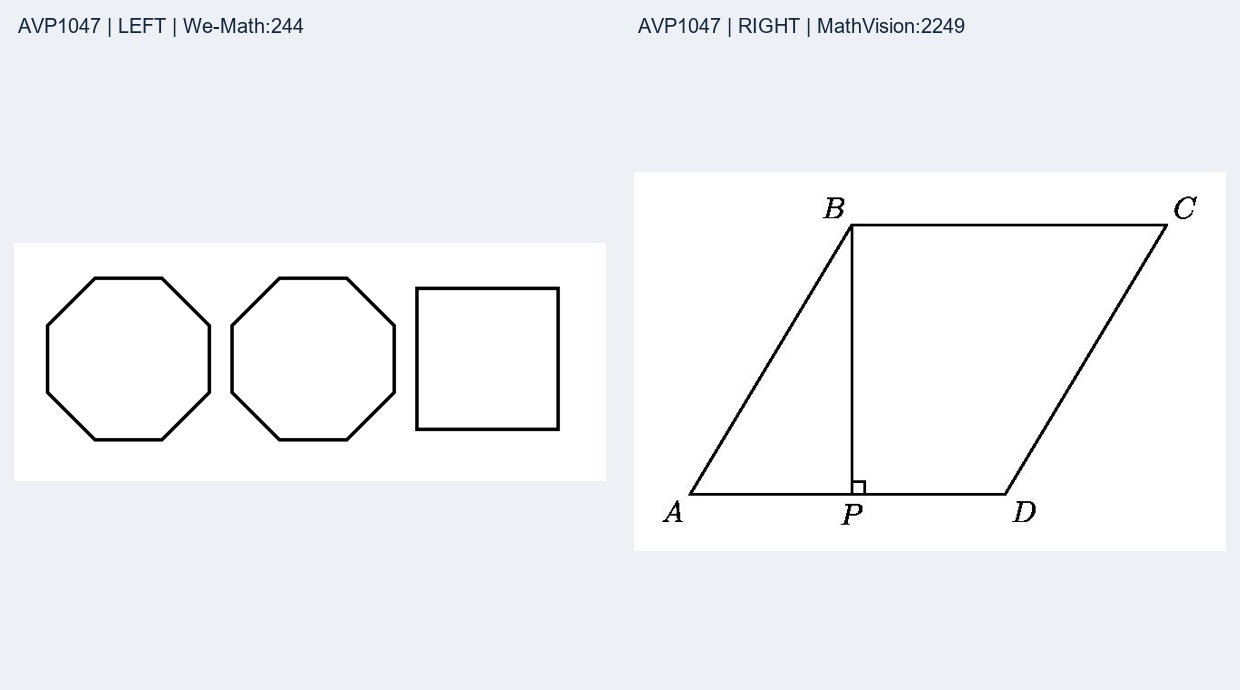 AVP1047 | LEFT | We-Math:244
AVP1047 | RIGHT | MathVision:2249
B
C
A
P
D